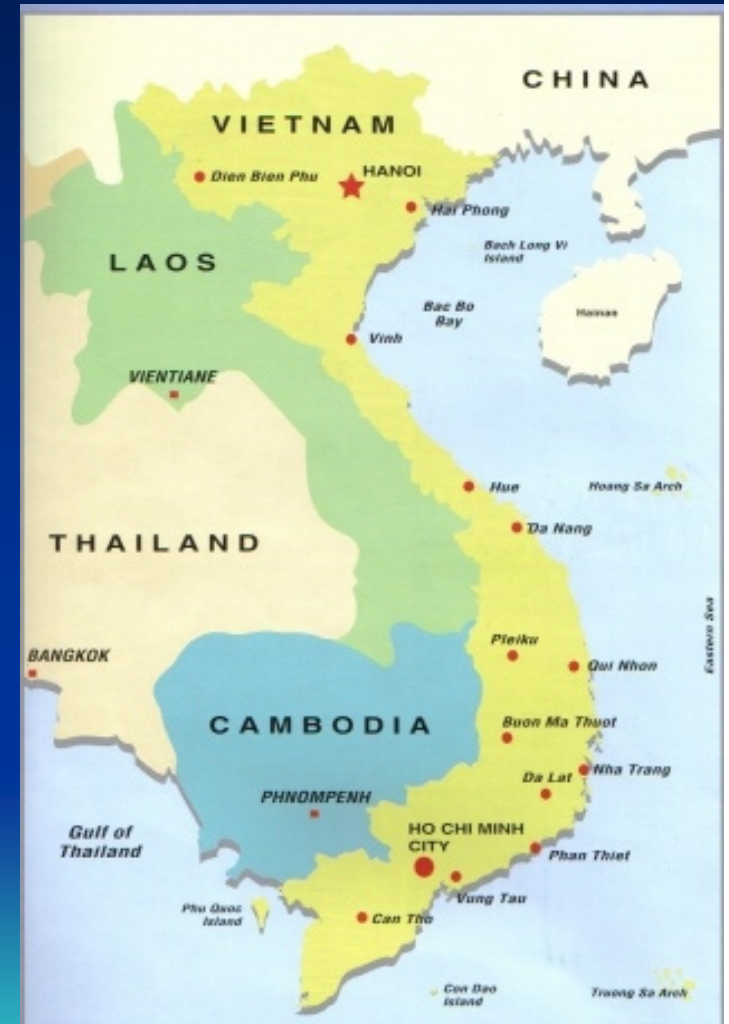 CHINA
VIETNAM
HANOI
Dien Bien Phu
Hai Phong
Bach Long Vi
Island
LAOS
Bac Bo
Bay
Hainan
Vinh
VIENTIANE
Hue
Hoang Sa Arch
Da Nang
THAILAND
Eastern Sea
Pleiku
BANGKOK
Qui Nhon
CAMBODIA
Buon Ma Thuot
Nha Trang
Da Lat
PHNOMPENH
Gulf of
Thailand
HO CHI MINH
CITY
Phan Thiet
Vung Tau
Phu Quoc
Island
Can Tho
Con Dao
Island
Truong Sa Arch